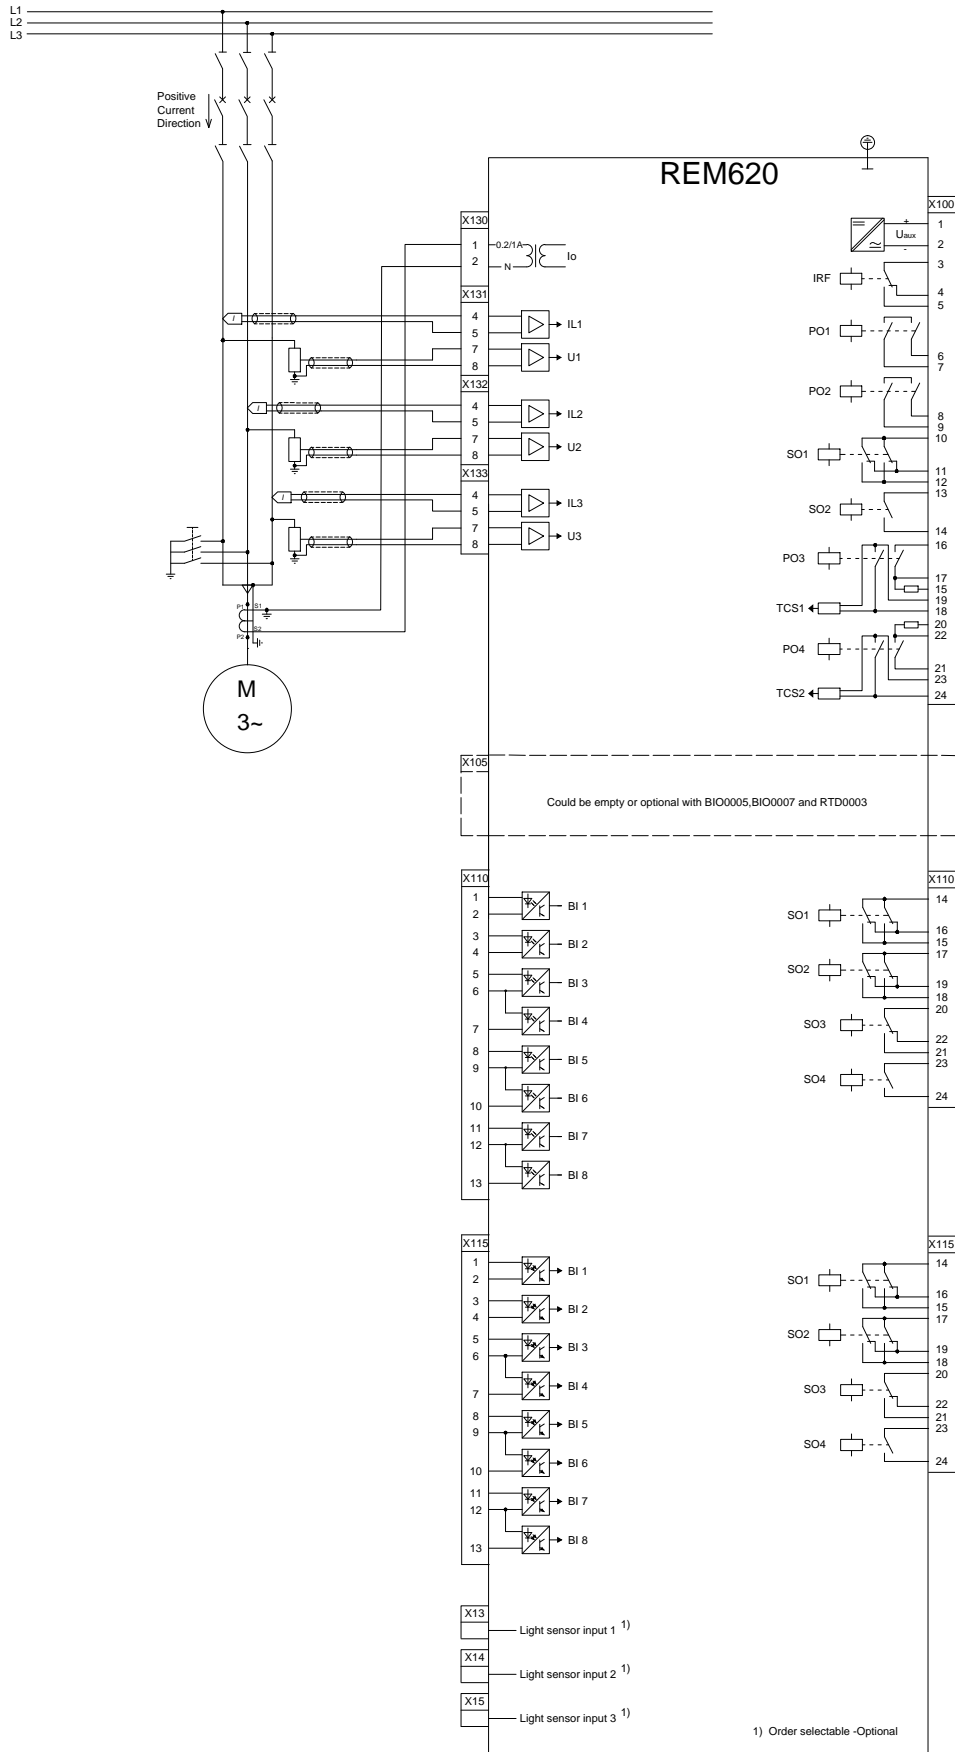 L1
L2
L3
Positive
Current
Direction
REM620
X130
1
2
0.2/1A
N
Io
X131
4
5
7
8
IL1
U1
X132
4
5
7
8
IL2
U2
X133
4
5
7
8
IL3
U3
I
I
I
P1
S1
S2
P2
M
3~
X100
Uaux
+
-
1
2
IRF
3
4
5
PO1
6
7
PO2
8
9
SO1
10
11
12
SO2
13
14
PO3
16
17
15
19
18
TCS1
PO4
20
22
21
23
24
TCS2
X105
Could be empty or optional with BIO0005,BIO0007 and RTD0003
X110
1
2
BI 1
3
4
BI 2
5
6
BI 3
7
BI 4
8
9
BI 5
10
BI 6
11
12
BI 7
13
BI 8
X110
SO1
14
16
15
SO2
17
19
18
SO3
20
22
21
SO4
23
24
X115
1
2
BI 1
3
4
BI 2
5
6
BI 3
7
BI 4
8
9
BI 5
10
BI 6
11
12
BI 7
13
BI 8
X115
SO1
14
16
15
SO2
17
19
18
SO3
20
22
21
SO4
23
24
X13
Light sensor input 1 1)
X14
Light sensor input 2 1)
X15
Light sensor input 3 1)
1) Order selectable -Optional